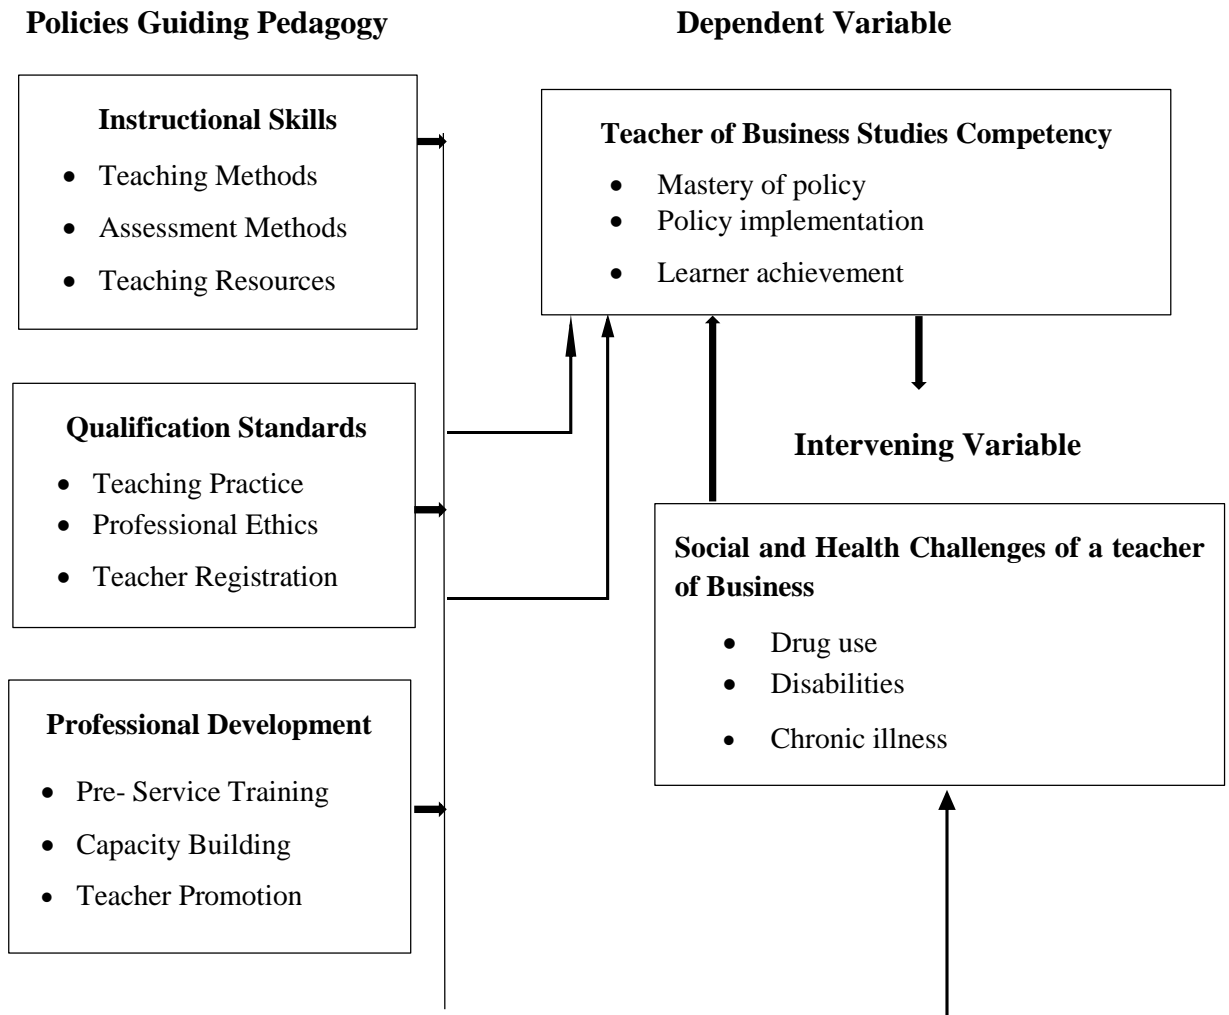 Policies Guiding Pedagogy
Instructional Skills
• Teaching Methods
• Assessment Methods
• Teaching Resources
Qualification Standards
• Teaching Practice
• Professional Ethics
• Teacher Registration
Professional Development
• Pre- Service Training
• Capacity Building
• Teacher Promotion
Dependent Variable
Teacher of Business Studies Competency
• Mastery of policy
• Policy implementation
• Learner achievement
Intervening Variable
Social and Health Challenges of a teacher
of Business
• Drug use
• Disabilities
• Chronic illness